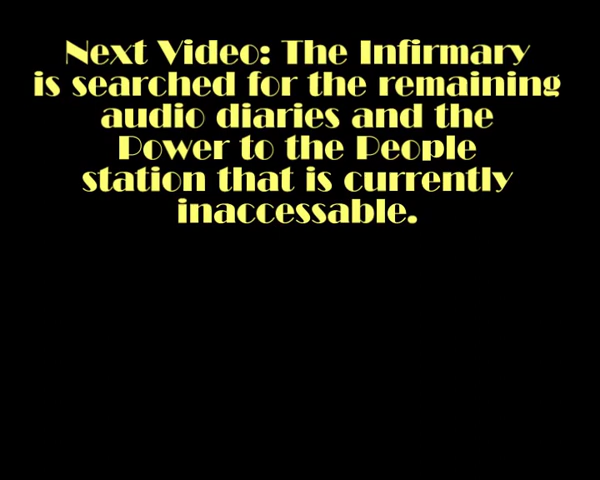 Next Video: The Infirmary
is searched for the remaining
audio diaries and the
Power to the People
station that is currently
inaccessable.